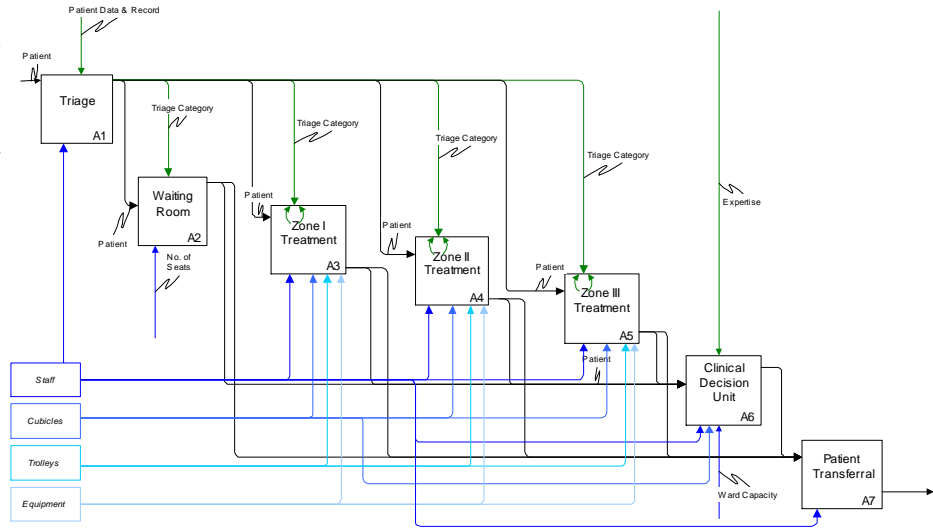 Patient Data & Record
Patient
Triage
A1
Triage Category
Triage Category
Triage Category
Triage Category
Expertise
Waiting
Room
A2
Patient
No. of
Seats
Patient
Zone I
Treatment
A3
Patient
Zone II
Treatment
A4
Patient
Zone III
Treatment
A5
Patient
Clinical
Decision
Unit
A6
Staff
Cubicles
Trolleys
Equipment
Ward Capacity
Patient
Transferral
A7